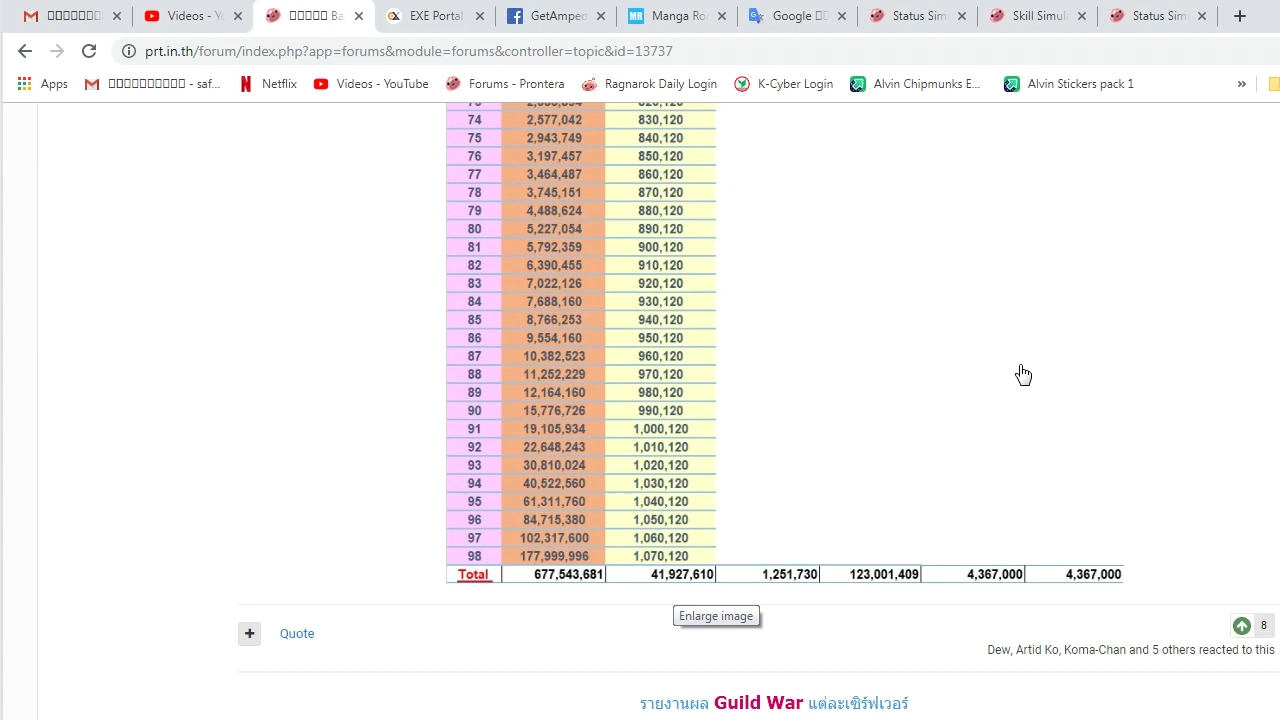 Videos - Y
Ba
EXE Portal
GetAmped
Manga Ro
Google
Status Sim
Skill Simul
Status Sim
prt.in.th/forum/index.php?app=forums&module=forums&controller=topic&id=13737
Apps
- saf...
Netflix
Videos - YouTube
Forums - Prontera
Ragnarok Daily Login
K-Cyber Login
Alvin Chipmunks E...
Alvin Stickers pack 1
»
74 2,577,042 830,120
75 2,943,749 840,120
76 3,197,457 850,120
77 3,464,487 860,120
78 3,745,151 870,120
79 4,488,624 880,120
80 5,227,054 890,120
81 5,792,359 900,120
82 6,390,455 910,120
83 7,022,126 920,120
84 7,688,160 930,120
85 8,766,253 940,120
86 9,554,160 950,120
87 10,382,523 960,120
88 11,252,229 970,120
89 12,164,160 980,120
90 15,776,726 990,120
91 19,105,934 1,000,120
92 22,648,243 1,010,120
93 30,810,024 1,020,120
94 40,522,560 1,030,120
95 61,311,760 1,040,120
96 84,715,380 1,050,120
97 102,317,600 1,060,120
98 177,999,996 1,070,120
Total 677,543,681 41,927,610 1,251,730 123,001,409 4,367,000 4,367,000
Enlarge image
+ Quote
8
Dew, Artid Ko, Koma-Chan and 5 others reacted to this
รายงานผล Guild War แต่ละเซิร์ฟเวอร์